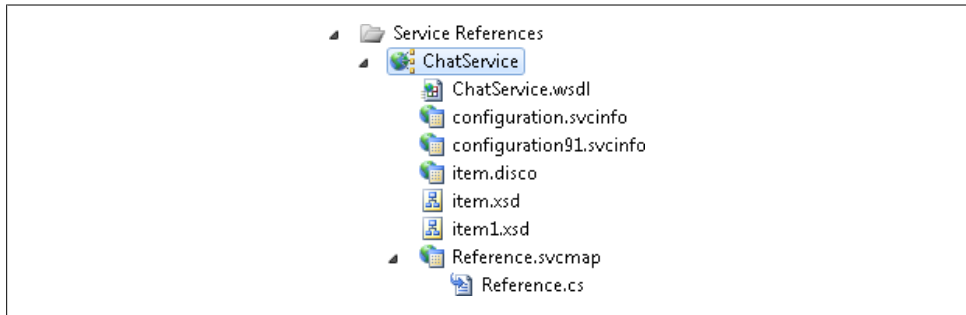 Service References
ChatService
ChatService.wsdl
configuration.svcinfo
configuration91.svcinfo
item.disco
item.xsd
item1.xsd
Reference.svcmap
Reference.cs